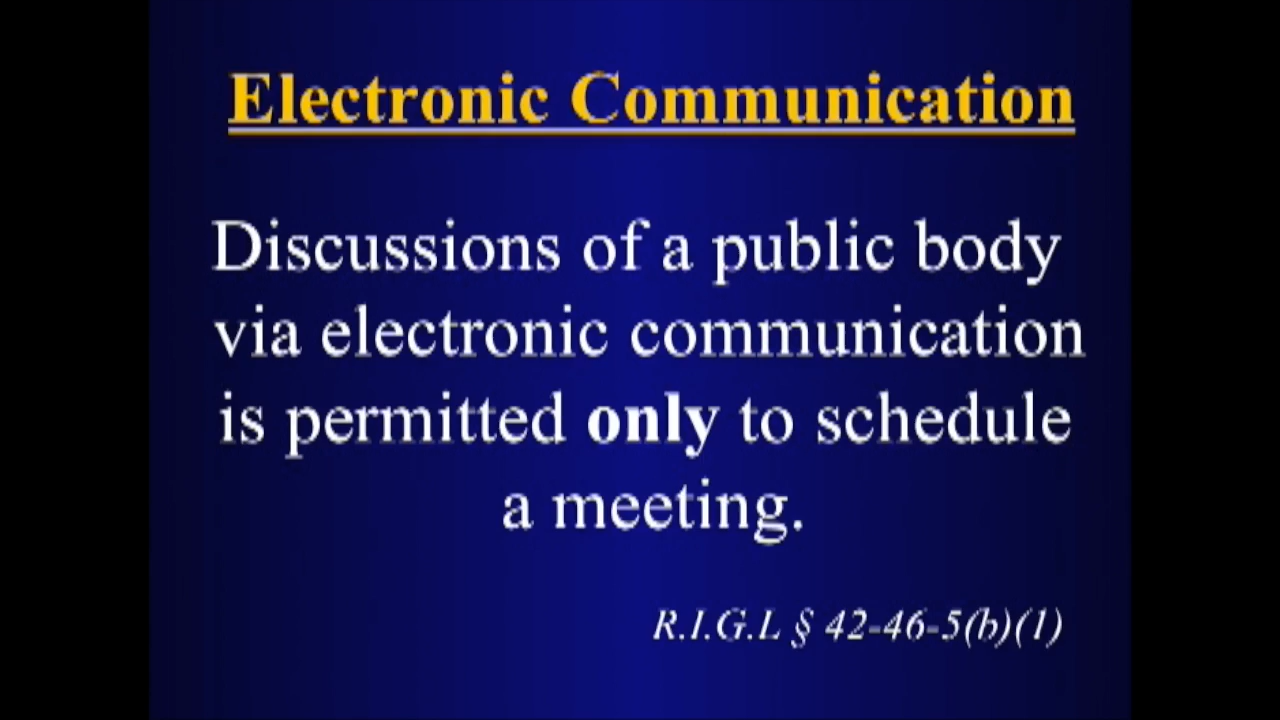 Electronic Communication
Discussions of a public body
via electronic communication
is permitted only to schedule
a meeting.
R.I.G.L § 42-46-5(b)(1)